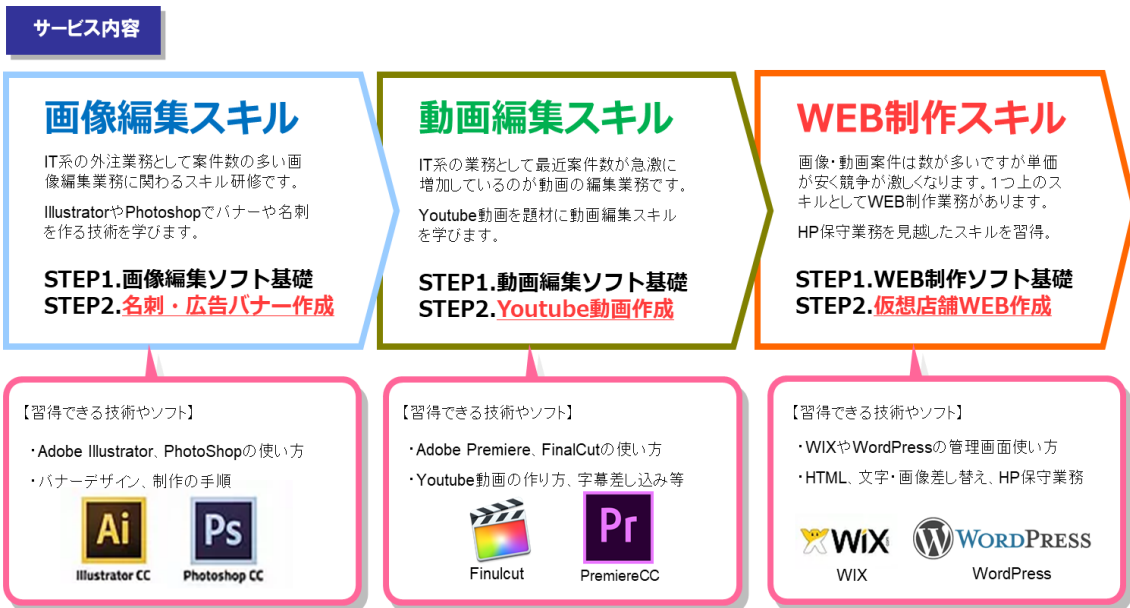 サービス内容
画像編集スキル
IT系の外注業務として案件数の多い画
像編集業務に関わるスキル研修です。
IllustratorやPhotoshopでバナーや名刺
を作る技術を学びます。
STEP1.画像編集ソフト基礎
STEP2.名刺・広告バナー作成
動画編集スキル
IT系の業務として最近案件数が急激に
増加しているのが動画の編集業務です。
Youtube動画を題材に動画編集スキル
を学びます。
STEP1.動画編集ソフト基礎
STEP2.Youtube動画作成
WEB制作スキル
画像・動画案件は数が多いですが単価
が安く競争が激しくなります。1つ上のス
キルとしてWEB制作業務があります。
HP保守業務を見越したスキルを習得。
STEP1.WEB制作ソフト基礎
STEP2.仮想店舗WEB作成
【習得できる技術やソフト】
・Adobe Illustrator、PhotoShopの使い方
・バナーデザイン、制作の手順
Ai
Ps
Illustrator CC
Photoshop CC
【習得できる技術やソフト】
・Adobe Premiere、FinalCutの使い方
・Youtube動画の作り方、字幕差し込み等
Pr
Finulcut
PremiereCC
【習得できる技術やソフト】
・WIXやWordPressの管理画面使い方
・HTML、文字・画像差し替え、HP保守業務
WiX
WORDPRESS
WIX
WordPress